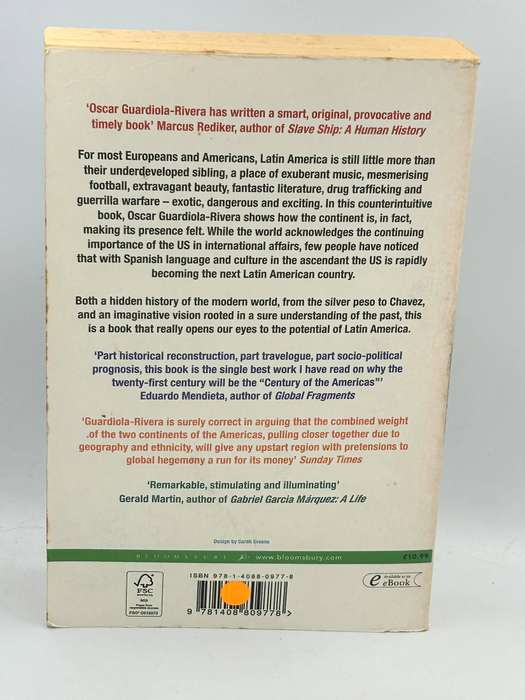 ‘Oscar Guardiola-Rivera has written a smart, original, provocative and
timely book’ Marcus Rediker, author of Slave Ship: A Human History
For most Europeans and Americans, Latin America is still little more than
their underdeveloped sibling, a place of exuberant music, mesmerising
football, extravagant beauty, fantastic literature, drug trafficking and
guerrilla warfare – exotic, dangerous and exciting. In this counterintuitive
book, Oscar Guardiola-Rivera shows how the continent is, in fact,
making its presence felt. While the world acknowledges the continuing
importance of the US in international affairs, few people have noticed
that with Spanish language and culture in the ascendant the US is rapidly
becoming the next Latin American country.
Both a hidden history of the modern world, from the silver peso to Chavez,
and an imaginative vision rooted in a sure understanding of the past, this
is a book that really opens our eyes to the potential of Latin America.
‘Part historical reconstruction, part travelogue, part socio-political
prognosis, this book is the single best work I have read on why the
twenty-first century will be the “Century of the Americas”’
Eduardo Mendieta, author of Global Fragments
‘Guardiola-Rivera is surely correct in arguing that the combined weight
of the two continents of the Americas, pulling closer together due to
geography and ethnicity, will give any upstart region with pretensions to
global hegemony a run for its money’ Sunday Times
‘Remarkable, stimulating and illuminating’
Gerald Martin, author of Gabriel Garcia Márquez: A Life
Design by Sarah Greeno
BLOOMSBURY www.bloomsbury.com £10.99
ISBN 978-1-4088-0977-8
9 781408 809778 >
FSC
MIX
Paper from
responsible sources
Available as an
eBook